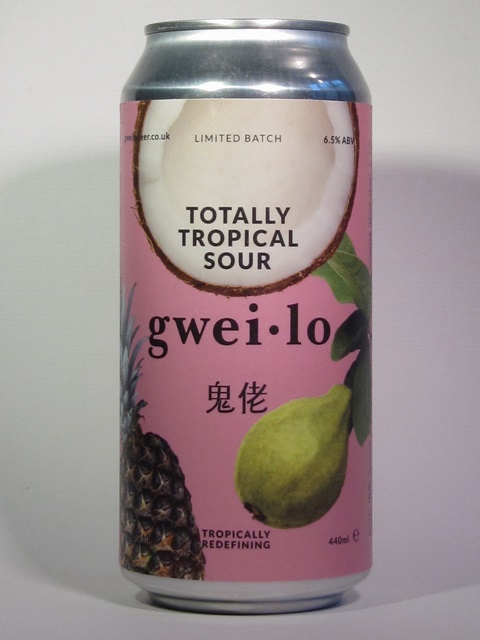 LIMITED BATCH
6.5% ABV
TOTALLY
TROPICAL
SOUR
gwei·lo
鬼佬
TROPICALLY
REDEFINING
440ml ℮